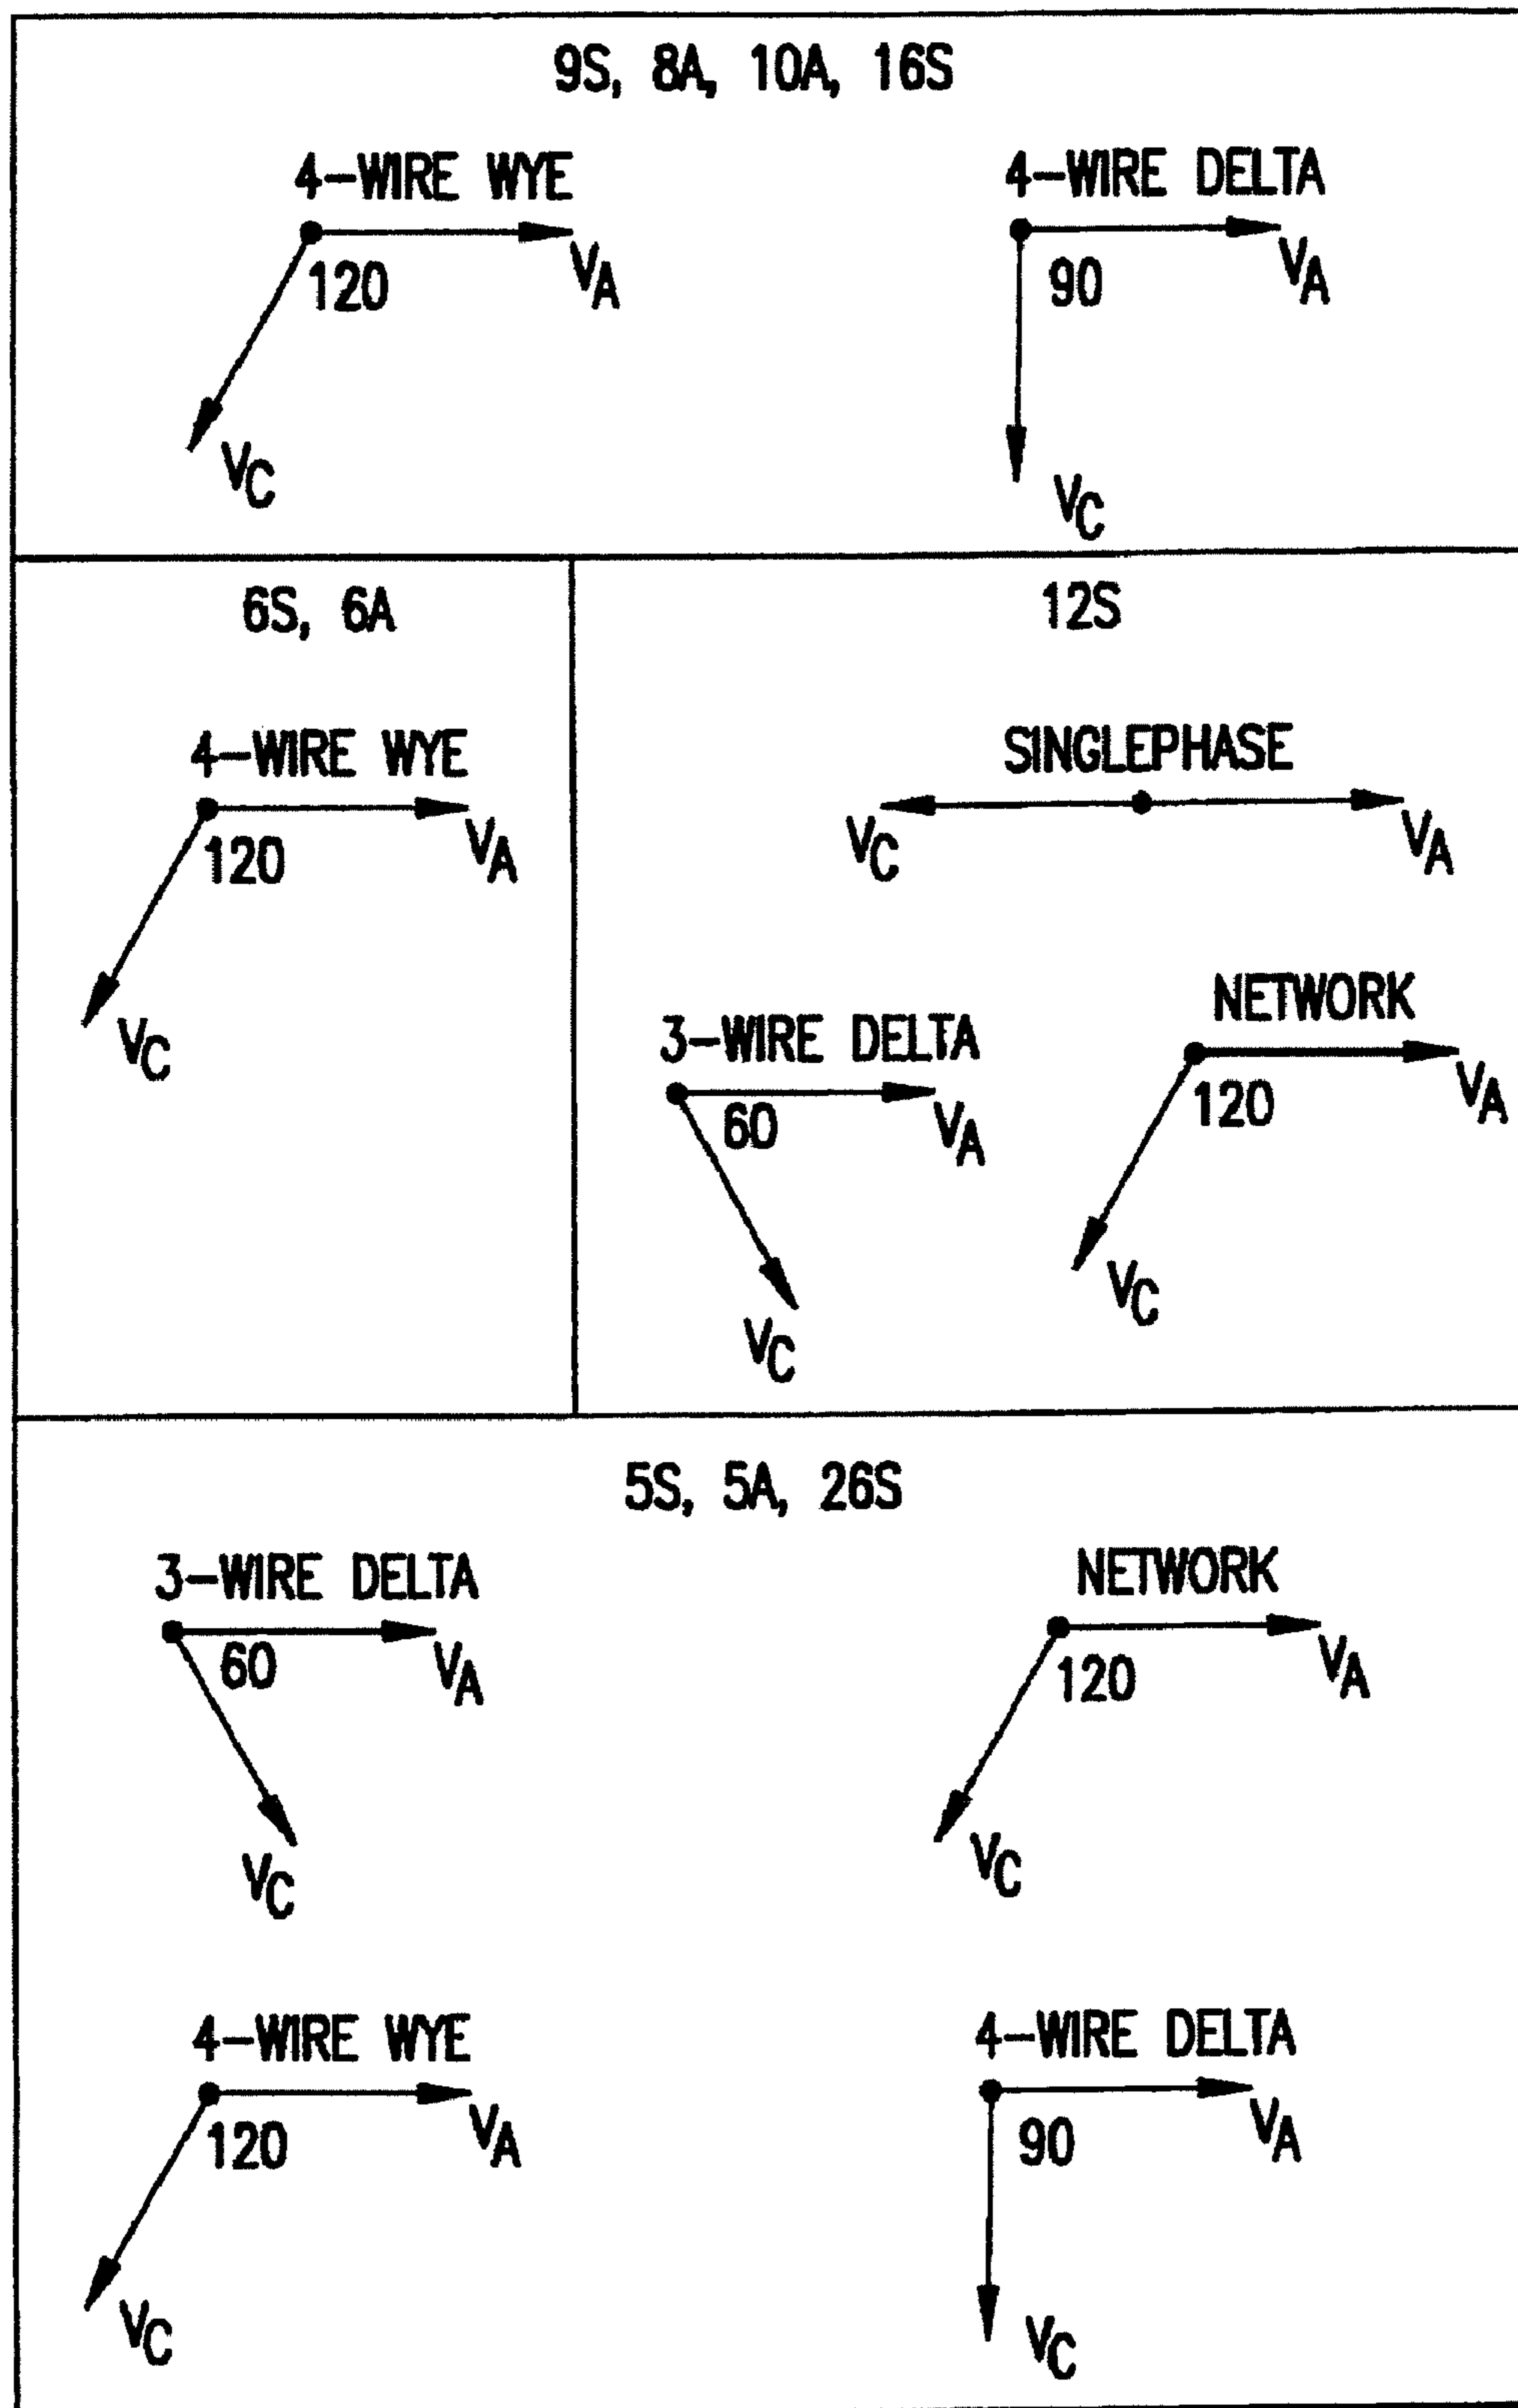 9S, 8A, 10A, 16S
4-WIRE WYE
120
VA
VC
4-WIRE DELTA
90
VA
VC
6S, 6A
4-WIRE WYE
120
VA
VC
12S
SINGLEPHASE
VC
VA
3-WIRE DELTA
60
VA
VC
NETWORK
120
VA
VC
5S, 5A, 26S
3-WIRE DELTA
60
VA
VC
NETWORK
120
VA
VC
4-WIRE WYE
120
VA
VC
4-WIRE DELTA
90
VA
VC